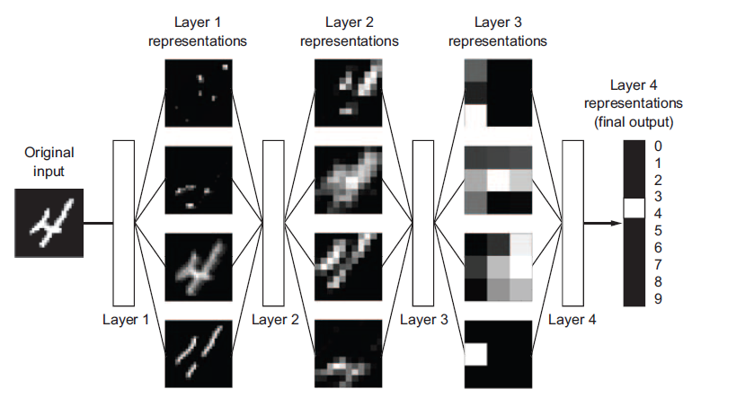 Layer 1
representations
Layer 2
representations
Layer 3
representations
Layer 4
representations
(final output)
Original
input
0
1
2
3
4
5
6
7
8
9
Layer 1
Layer 2
Layer 3
Layer 4